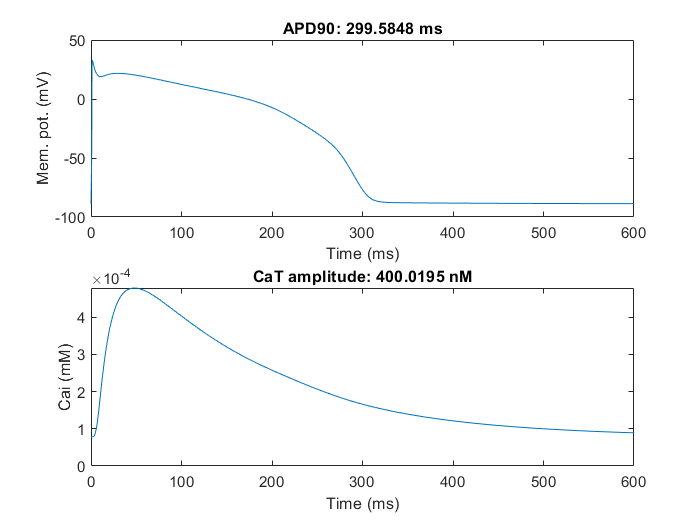 APD90: 299.5848 ms
50
0
-50
-100
Mem. pot. (mV)
0 100 200 300 400 500 600
Time (ms)
×10-4
CaT amplitude: 400.0195 nM
4
3
2
1
0
Cai (mM)
0 100 200 300 400 500 600
Time (ms)